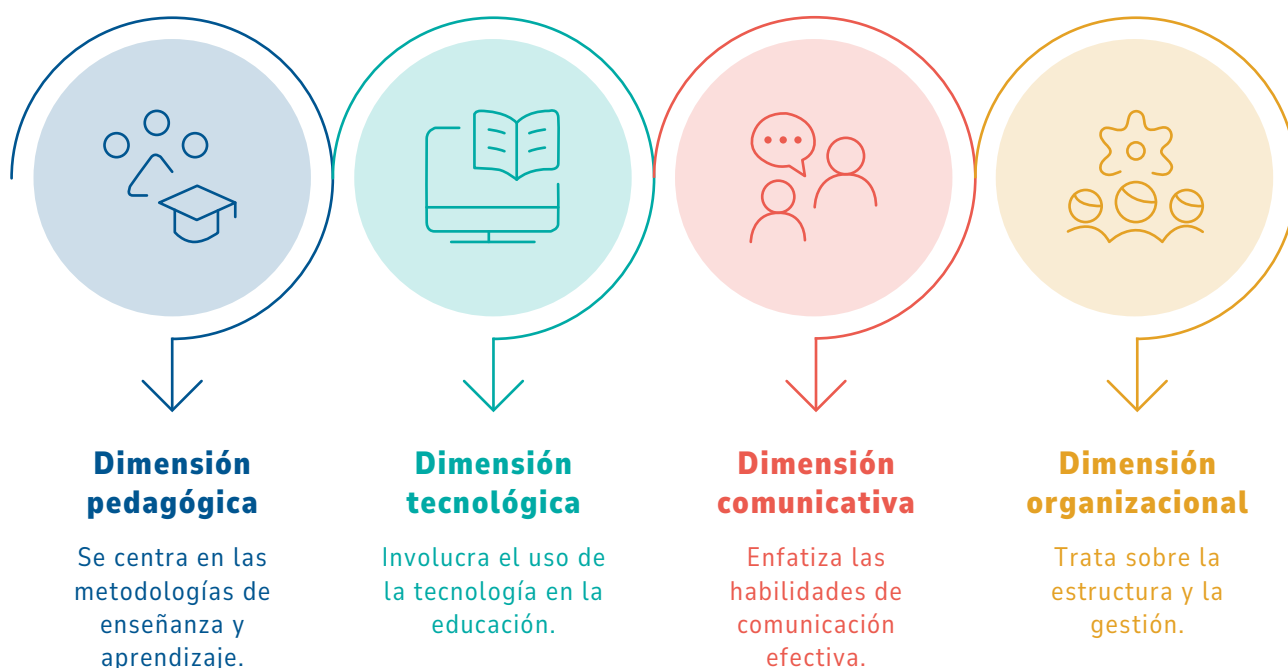 Dimensión
pedagógica
Se centra en las
metodologías de
enseñanza y
aprendizaje.
Dimensión
tecnológica
Involucra el uso de
la tecnología en la
educación.
Dimensión
comunicativa
Enfatiza las
habilidades de
comunicación
efectiva.
Dimensión
organizacional
Trata sobre la
estructura y la
gestión.